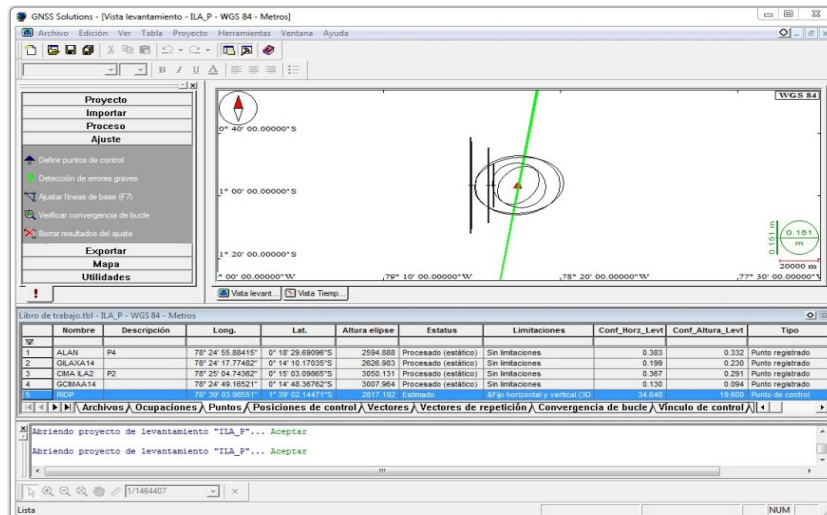 GNSS Solutions - [Vista levantamiento - ILA_P - WGS 84 - Metros]
Archivo Edición Ver Tabla Proyecto Herramientas Ventana Ayuda
B I U A
Proyecto
Importar
Proceso
Ajuste
Definir puntos de control
Detección de errores graves
Ajustar líneas de base (F7)
Verificar convergencia de bucle
Borrar resultados del ajuste
Exportar
Mapa
Utilidades
WGS 84
0° 40' 00.00000"S
1° 00' 00.00000"S
1° 20' 00.00000"S
° 00' 00.00000"W
79° 10' 00.00000"W
78° 20' 00.00000"W
77° 30' 00.00000"W
0.151 m
0.151
m
20000 m
Vista levant...
Vista Tiemp...
Libro de trabajo.tbl - ILA_P - WGS 84 - Metros
Nombre Descripción Long. Lat. Altura elipse Estatus Limitaciones Conf_Horz_Levt Conf_Altura_Levt Tipo
1 ALAN P4 78° 24' 55.88415" 0° 18' 29.69096"S 2594.888 Procesado (estático) Sin limitaciones 0.383 0.332 Punto registrado
2 GILAXA14 78° 24' 17.77482" 0° 14' 10.17035"S 2626.983 Procesado (estático) Sin limitaciones 0.199 0.230 Punto registrado
3 CIMA ILA2 P2 78° 25' 04.74362" 0° 15' 03.09865"S 3050.131 Procesado (estático) Sin limitaciones 0.367 0.291 Punto registrado
4 GCIMAA14 78° 24' 49.16521" 0° 14' 48.36762"S 3007.964 Procesado (estático) Sin limitaciones 0.130 0.094 Punto registrado
5 RIOP 78° 39' 03.98551" 1° 39' 02.14471"S 2817.192 Estimado &Fijo horizontal y vertical (3D 34.648 19.600 Punto de control
Archivos Ocupaciones Puntos Posiciones de control Vectores Vectores de repetición Convergencia de bucle Vínculo de control
Abriendo proyecto de levantamiento "ILA_P"... Aceptar
Abriendo proyecto de levantamiento "ILA_P"... Aceptar
1/1464407
Lista
NUM